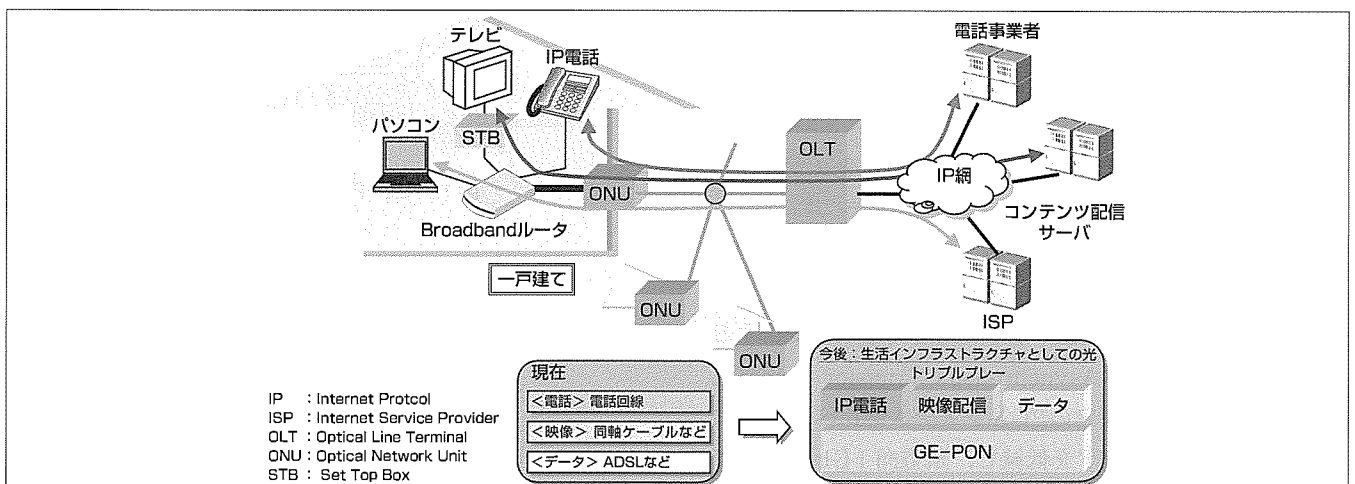 テレビ
IP電話
パソコン
STB
Broadbandルータ
ONU
一戸建て
ONU
ONU
OLT
電話事業者
IP網
コンテンツ配信
サーバ
ISP
IP : Internet Protcol
ISP : Internet Service Provider
OLT : Optical Line Terminal
ONU : Optical Network Unit
STB : Set Top Box
現在
<電話> 電話回線
<映像> 同軸ケーブルなど
<データ> ADSLなど
今後:生活インフラストラクチャとしての光
トリプルプレー
IP電話 映像配信 データ
GE-PON